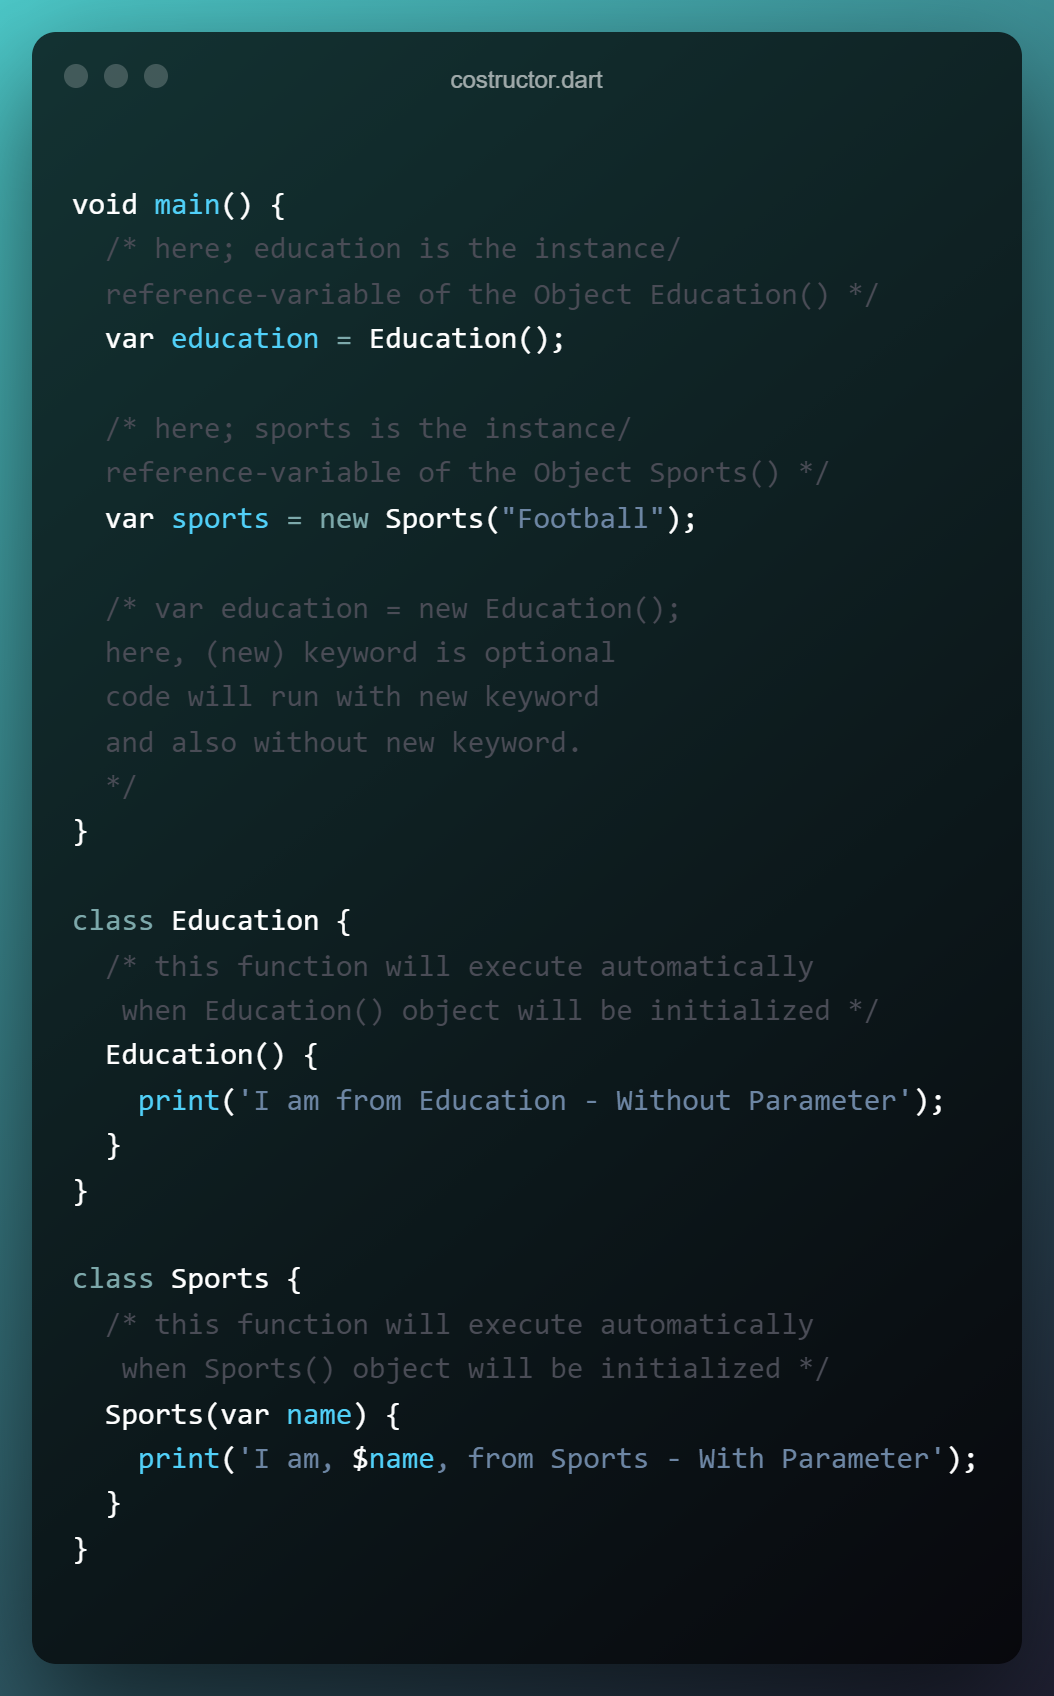 costructor.dart
void main() {
  /* here; education is the instance/
  reference-variable of the Object Education() */
  var education = Education();

  /* here; sports is the instance/
  reference-variable of the Object Sports() */
  var sports = new Sports("Football");

  /* var education = new Education();
  here, (new) keyword is optional
  code will run with new keyword
  and also without new keyword.
  */
}

class Education {
  /* this function will execute automatically
   when Education() object will be initialized */
  Education() {
    print('I am from Education - Without Parameter');
  }
}

class Sports {
  /* this function will execute automatically
   when Sports() object will be initialized */
  Sports(var name) {
    print('I am, $name, from Sports - With Parameter');
  }
}